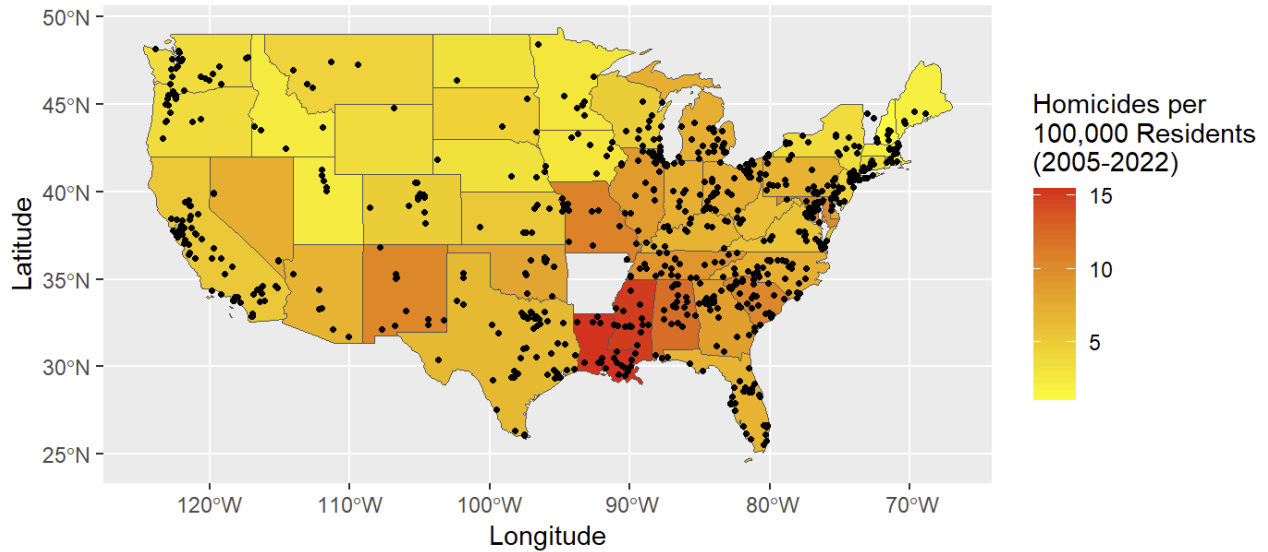 50°N
45°N
40°N
35°N
30°N
25°N
Latitude
120°W 110°W 100°W 90°W 80°W 70°W
Longitude
Homicides per
100,000 Residents
(2005-2022)
15
10
5